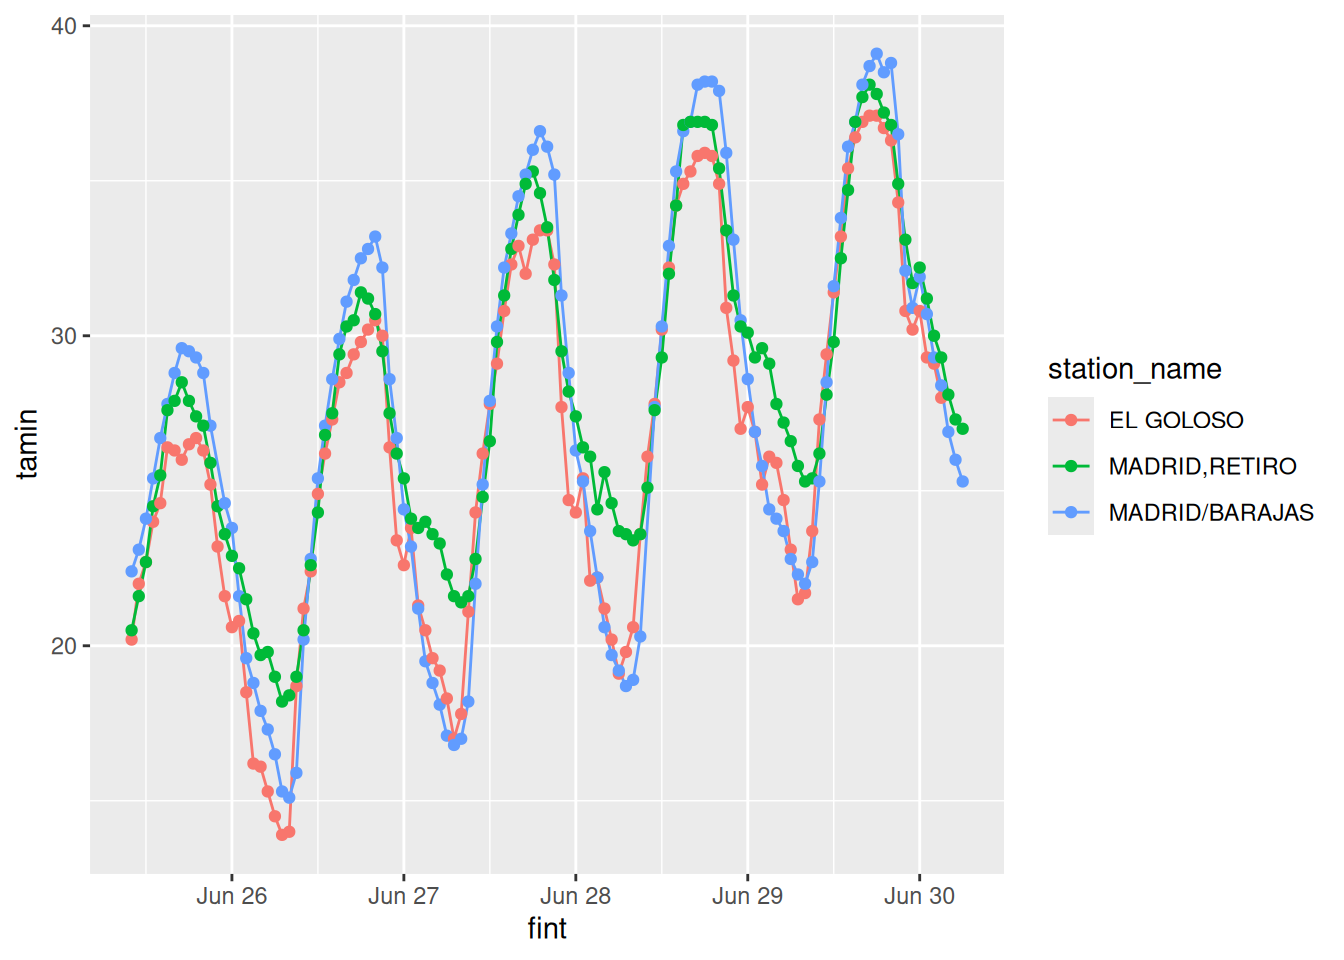 40
30
20
tamin
Jun 26
Jun 27
Jun 28
Jun 29
Jun 30
fint
station_name
EL GOLOSO
MADRID,RETIRO
MADRID/BARAJAS